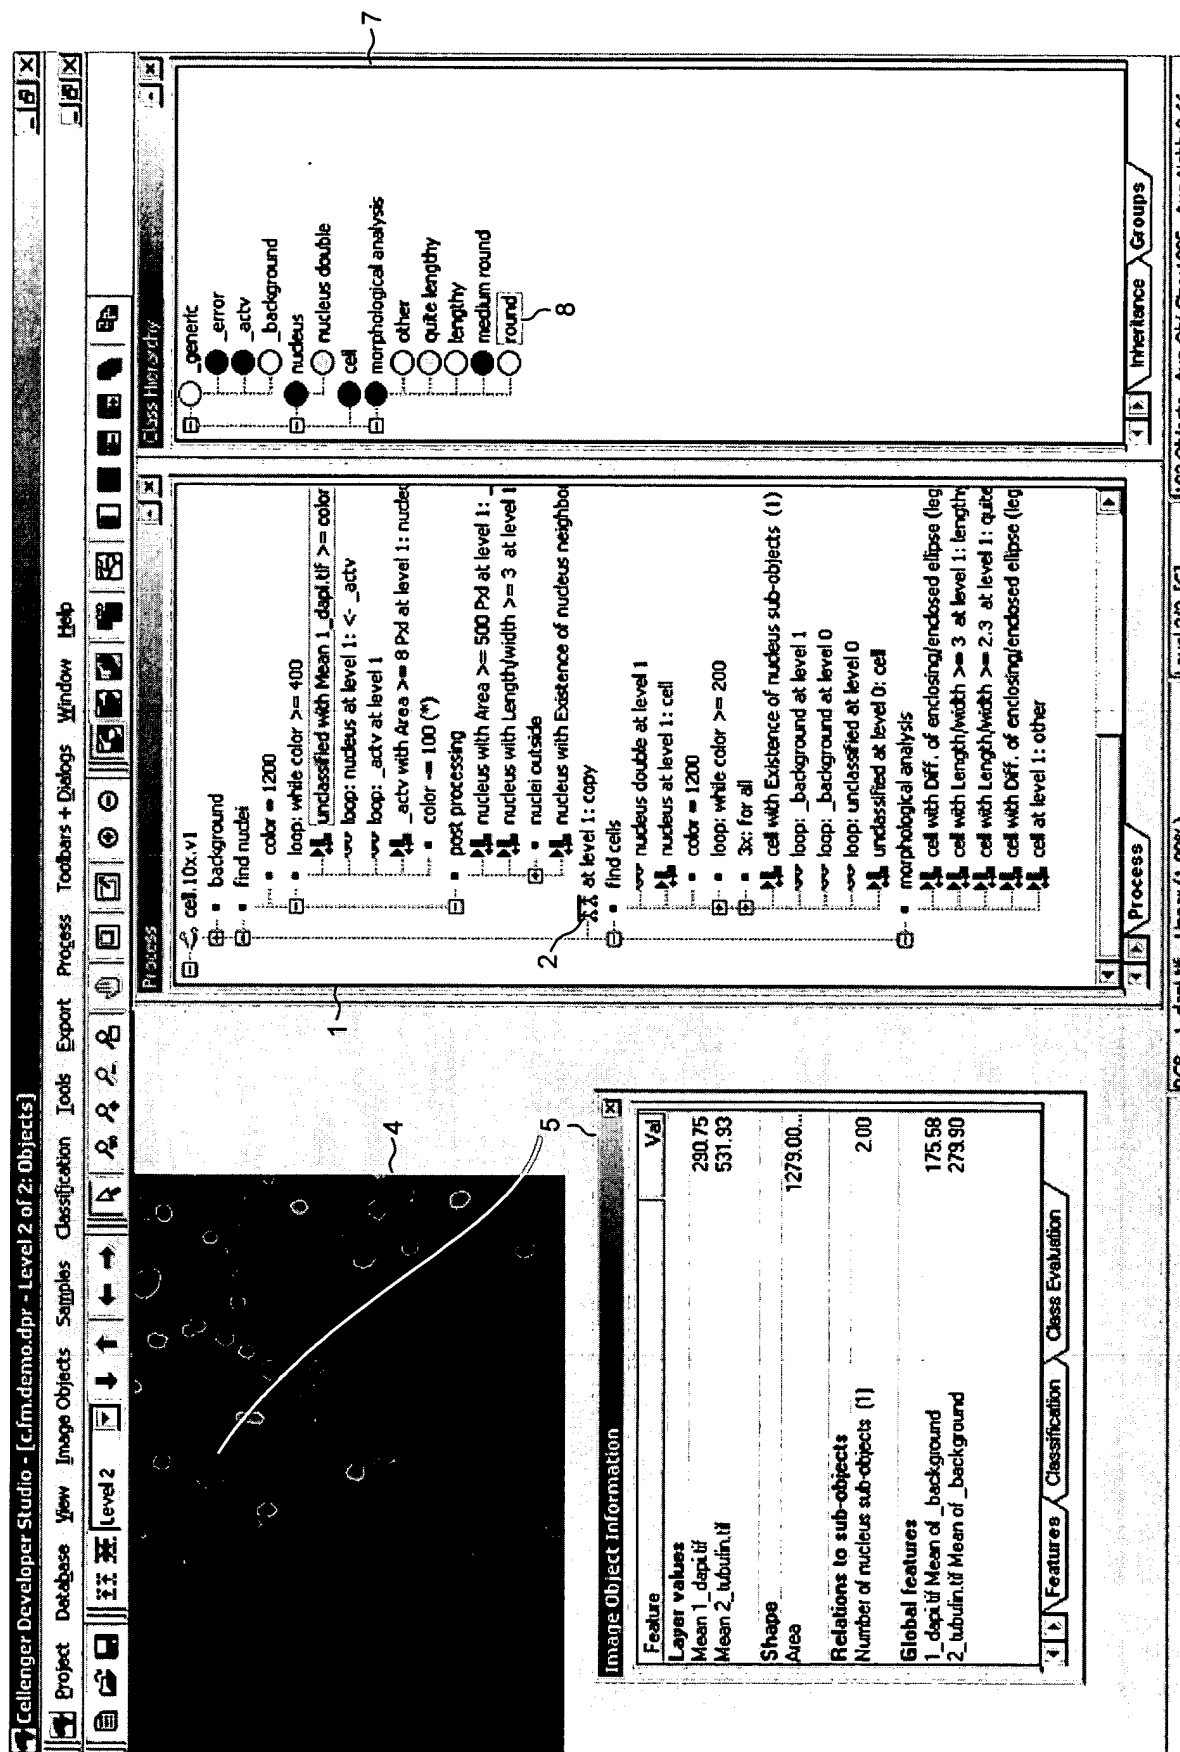 Cellenger Developer Studio - [c.fm.demo.dpr - Level 2 of 2: Objects]
Project Database View Image Objects Samples Classification Tools Export Process Toolbars + Dialogs Window Help
Level 2
4
5
Image Object Information
Feature Val
Layer values
Mean 1_dapi.tif 290.75
Mean 2_tubulin.tif 531.93
Shape
Area 1279.00...
Relations to sub-objects
Number of nucleus sub-objects (1) 2.00
Global features
1_dapi.tif Mean of _background 175.58
2_tubulin.tif Mean of _background 279.90
Features Classification Class Evaluation
1
Process
cell.10x.v1
background
find nuclei
color = 1200
loop: while color >= 400
unclassified with Mean 1_dapi.tif >= color
loop: nucleus at level 1: <- _actv
loop: _actv at level 1
_actv with Area >= 8 Pxl at level 1: nucleu
color -= 100 (*)
post processing
nucleus with Area >= 500 Pxl at level 1: _
nucleus with Length/width >= 3 at level 1
nuclei outside
nucleus with Existence of nucleus neighbo
2
at level 1: copy
find cells
nucleus double at level 1
nucleus at level 1: cell
color = 1200
loop: while color >= 200
3x: for all
cell with Existence of nucleus sub-objects (1)
loop: _background at level 1
loop: _background at level 0
loop: unclassified at level 0
unclassified at level 0: cell
morphological analysis
cell with Diff. of enclosing/enclosed ellipse (leg
cell with Length/width >= 3 at level 1: lengthy
cell with Length/width >= 2.3 at level 1: quite
cell with Diff. of enclosing/enclosed ellipse (leg
cell at level 1: other
Process
7
Class Hierarchy
_generic
_error
_actv
_background
nucleus
nucleus double
cell
morphological analysis
other
quite lengthy
lengthy
medium round
round
8
Inheritance Groups